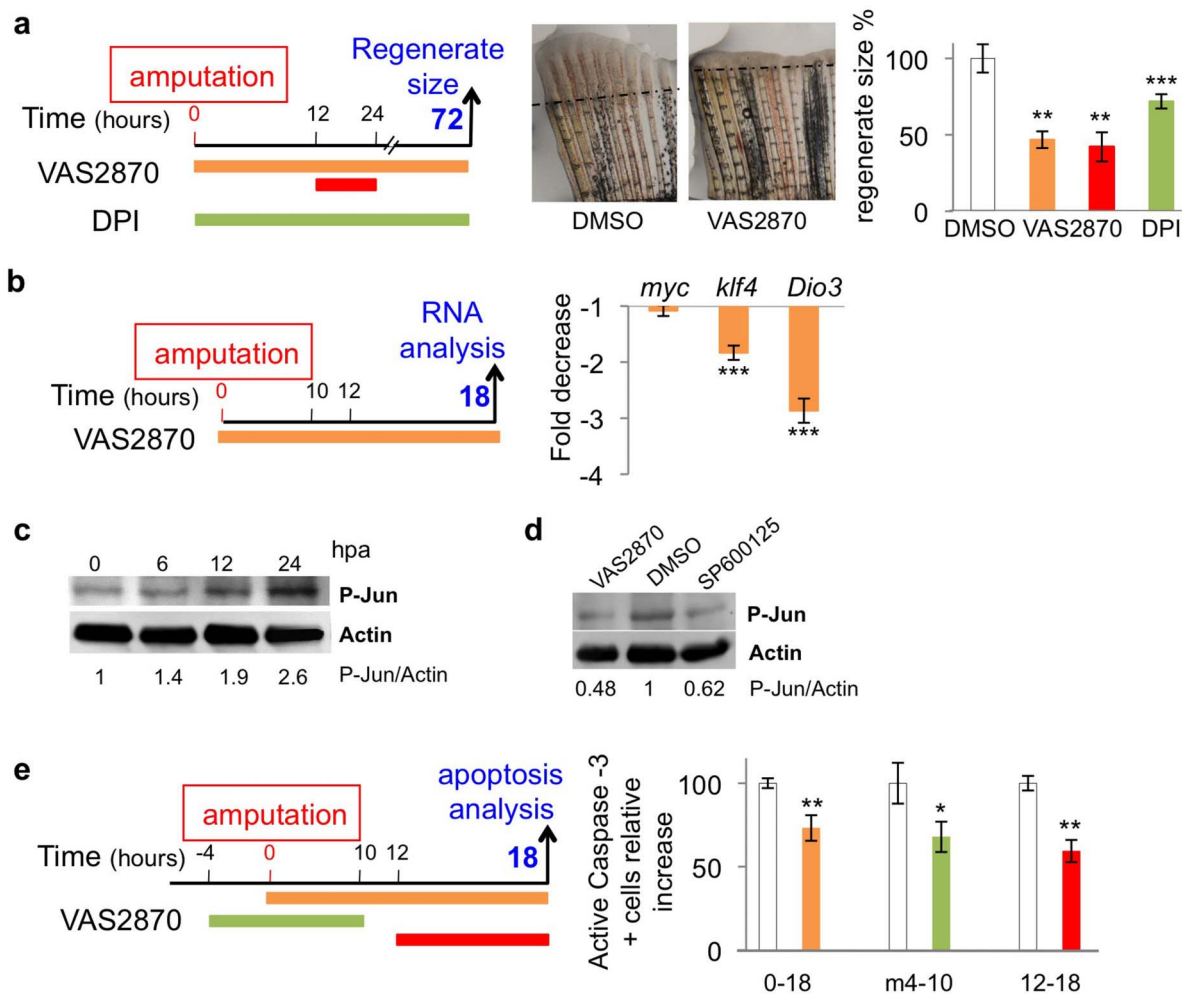 a
amputation
Regenerate
size
Time (hours)
0
12
24
72
VAS2870
DPI
DMSO
VAS2870
regenerate size %
100
50
0
** ** ***
DMSO VAS2870 DPI
b
amputation
RNA
analysis
Time (hours)
0
10 12
18
VAS2870
myc klf4 Dio3
Fold decrease
-1
-2
-3
-4
***
***
c
0 6 12 24 hpa
P-Jun
Actin
1 1.4 1.9 2.6 P-Jun/Actin
d
VAS2870 DMSO SP600125
P-Jun
Actin
0.48 1 0.62 P-Jun/Actin
e
amputation
apoptosis
analysis
Time (hours) -4 0 10 12
18
VAS2870
Active Caspase -3
+ cells relative
increase
100
50
0
** * **
0-18 m4-10 12-18